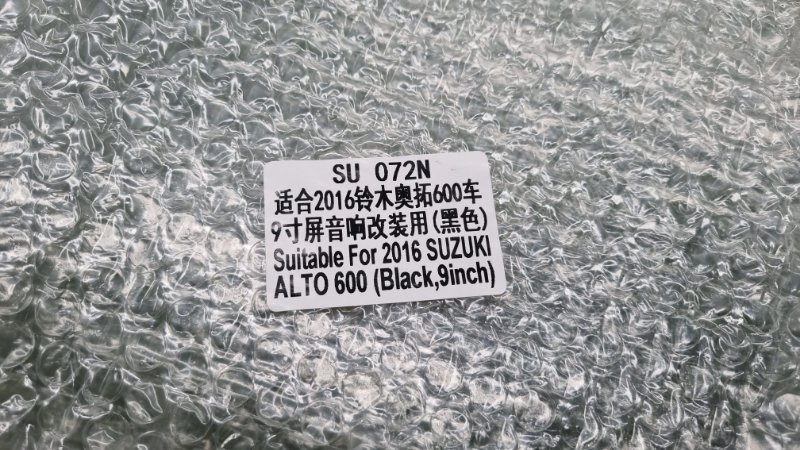 SU 072N
适合2016铃木奥拓600车
9寸屏音响改装用(黑色)
Suitable For 2016 SUZUKI
ALTO 600 (Black,9inch)